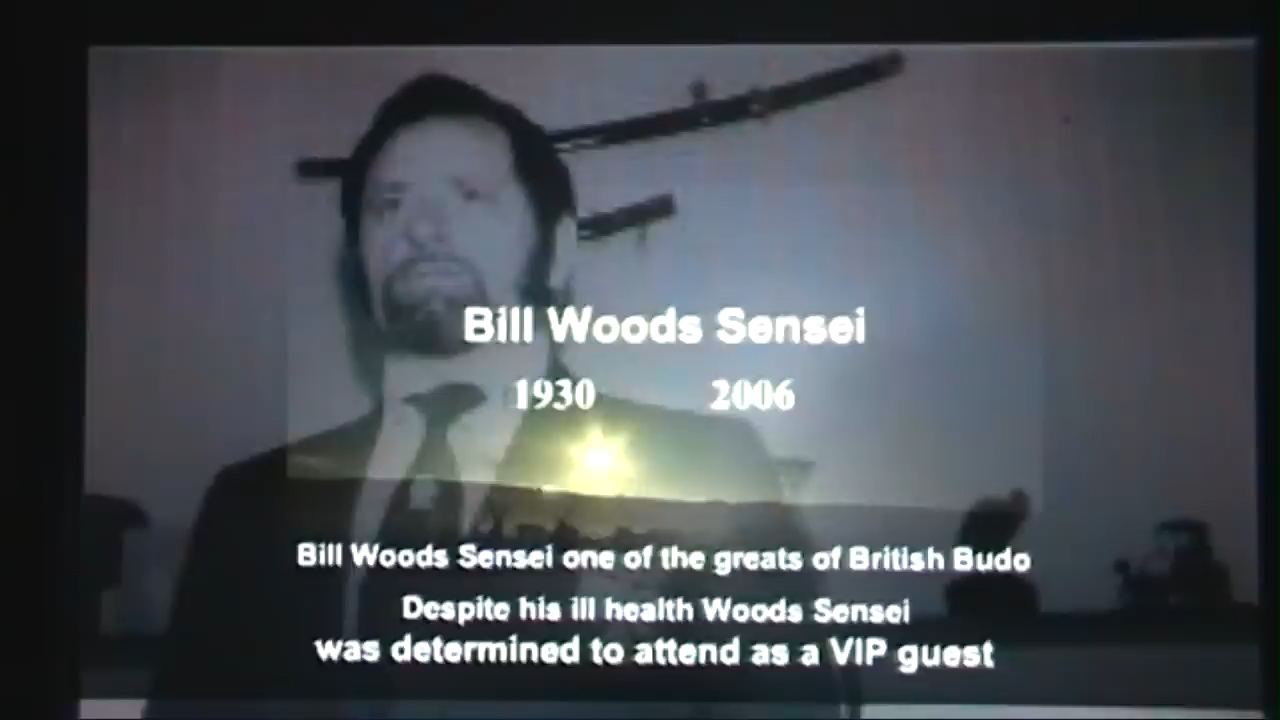 Bill Woods Sensei
1930 2006
Bill Woods Sensei one of the greats of British Budo
Despite his ill health Woods Sensei
was determined to attend as a VIP guest